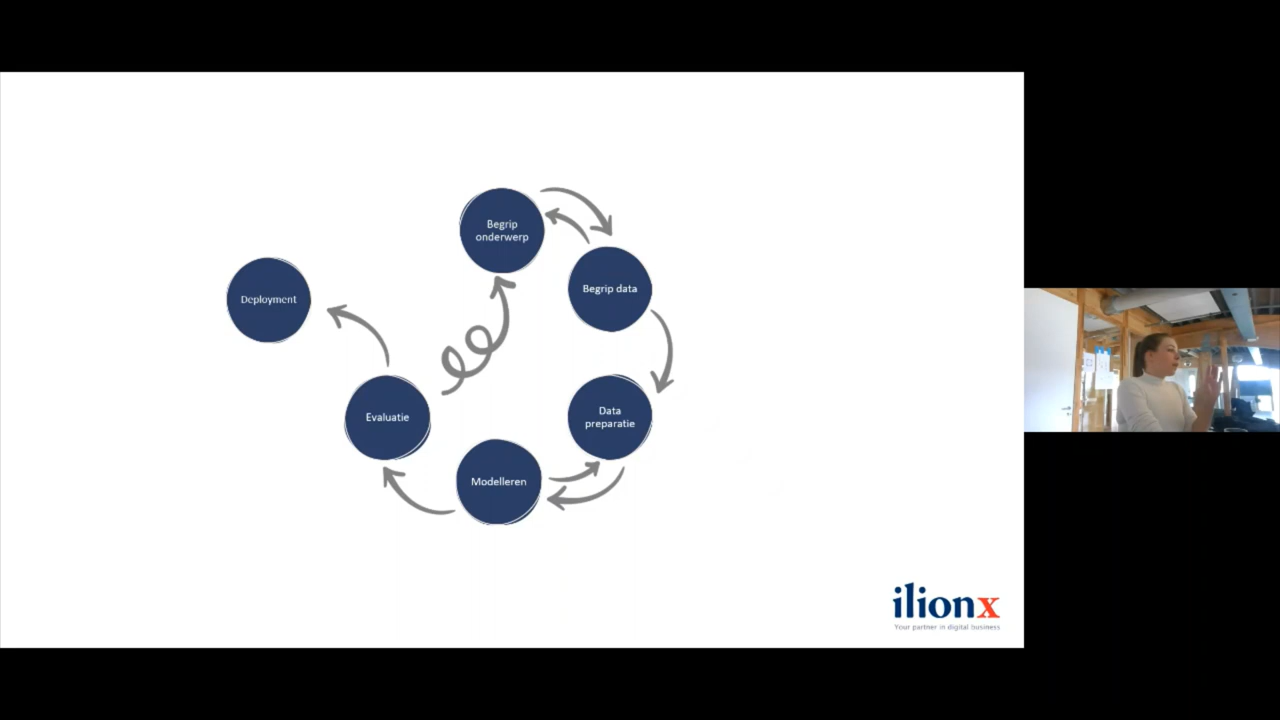 Begrip
onderwerp
Begrip data
Deployment
Data
preparatie
Evaluatie
Modelleren
ilionx
Your partner in digital business